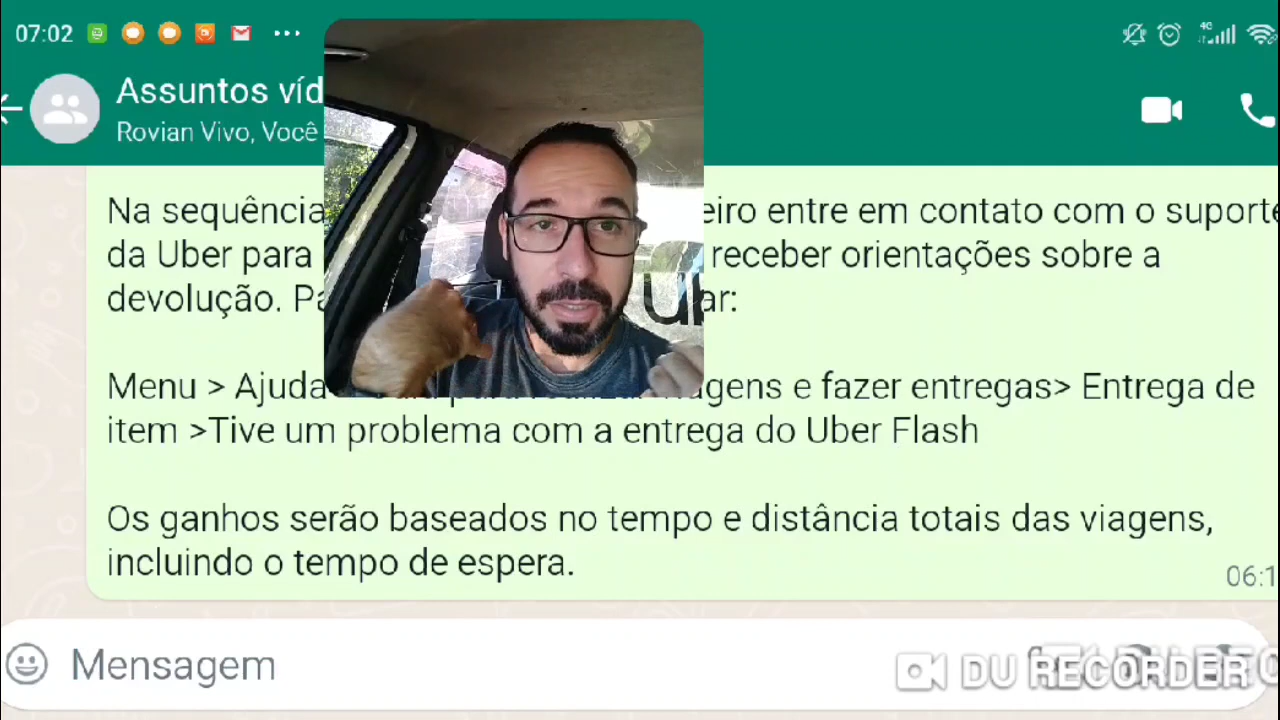 07:02
4G
Assuntos víd
Rovian Vivo, Você
Na sequência eiro entre em contato com o suporte
da Uber para receber orientações sobre a
devolução. Pa ar:
Menu > Ajuda agens e fazer entregas> Entrega de
item >Tive um problema com a entrega do Uber Flash
Os ganhos serão baseados no tempo e distância totais das viagens,
incluindo o tempo de espera.
06:1
Mensagem
DU RECORDER